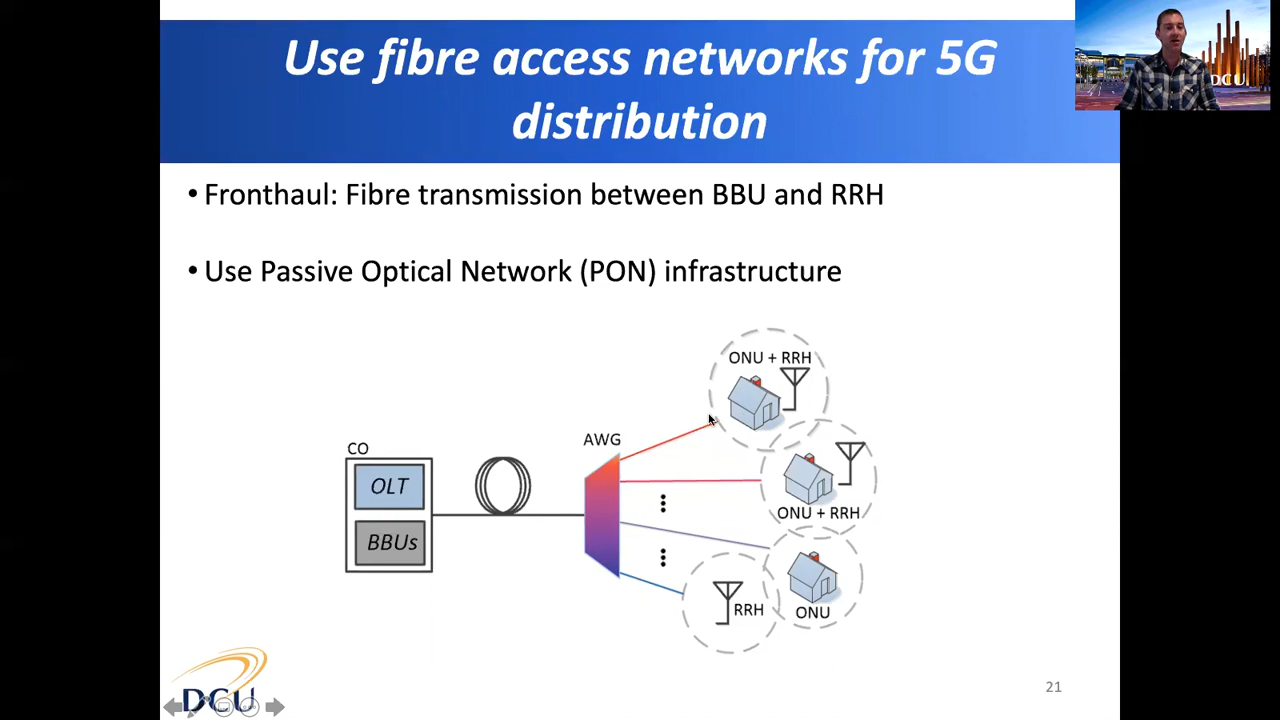 Use fibre access networks for 5G
distribution
DCU
• Fronthaul: Fibre transmission between BBU and RRH
• Use Passive Optical Network (PON) infrastructure
ONU + RRH
AWG
CO
OLT
BBUs
ONU + RRH
RRH
ONU
DCU
21